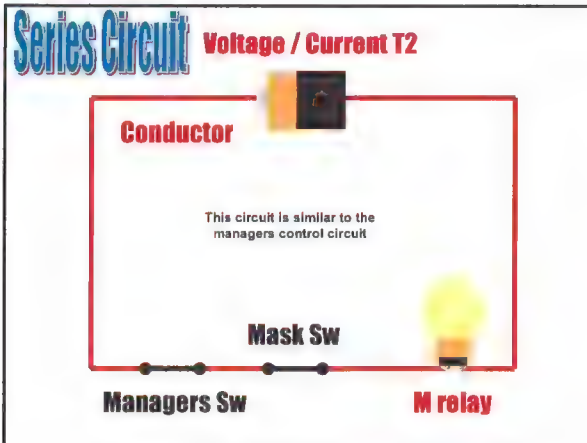 Series Circuit
Voltage / Current T2
Conductor
This circuit is similar to the
managers control circuit
Mask Sw
Managers Sw
M relay